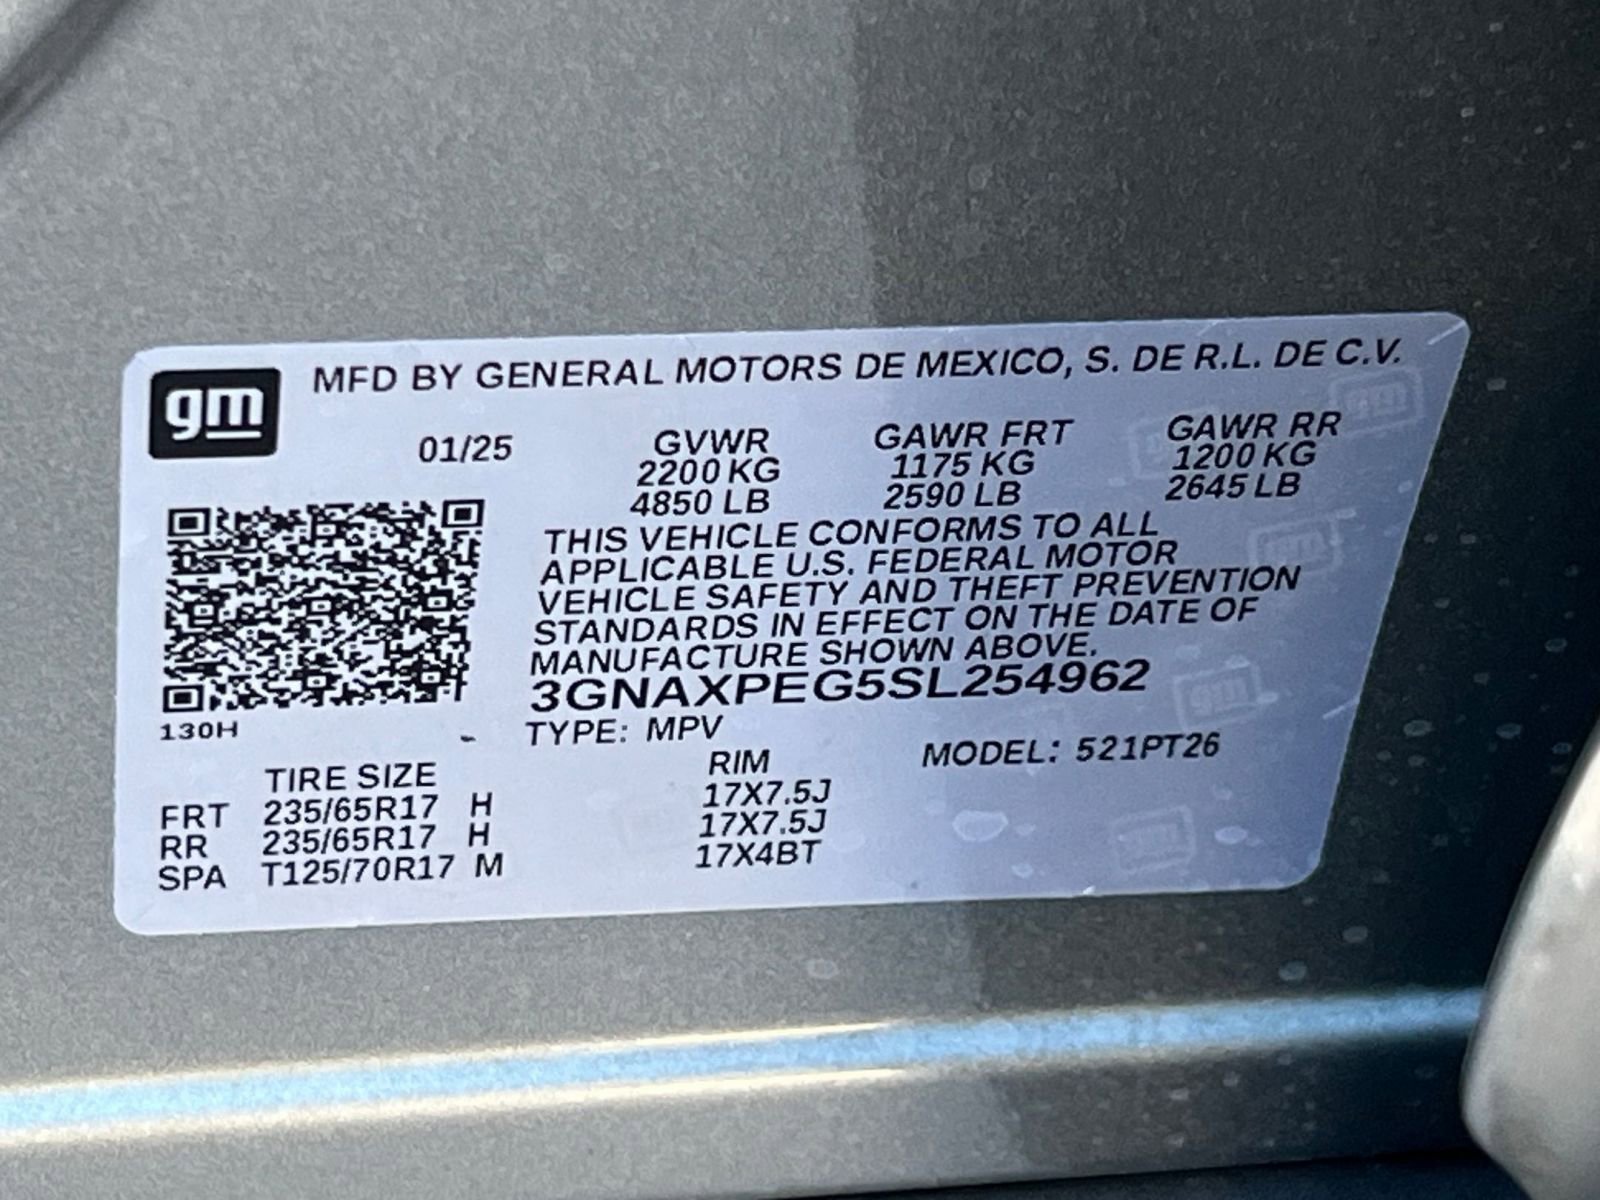 gm MFD BY GENERAL MOTORS DE MEXICO, S. DE R.L. DE C.V.
01/25 GVWR GAWR FRT GAWR RR
2200 KG 1175 KG 1200 KG
4850 LB 2590 LB 2645 LB
THIS VEHICLE CONFORMS TO ALL
APPLICABLE U.S. FEDERAL MOTOR
VEHICLE SAFETY AND THEFT PREVENTION
STANDARDS IN EFFECT ON THE DATE OF
MANUFACTURE SHOWN ABOVE.
3GNAXPEG5SL254962
130H TYPE: MPV MODEL: 521PT26
TIRE SIZE RIM
FRT 235/65R17 H 17X7.5J
RR 235/65R17 H 17X7.5J
SPA T125/70R17 M 17X4BT